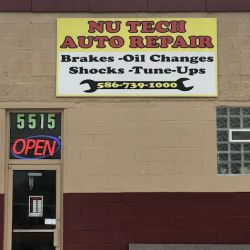 NU TECH
AUTO REPAIR
Brakes -Oil Changes
Shocks -Tune-Ups
586-739-1000
5515
OPEN